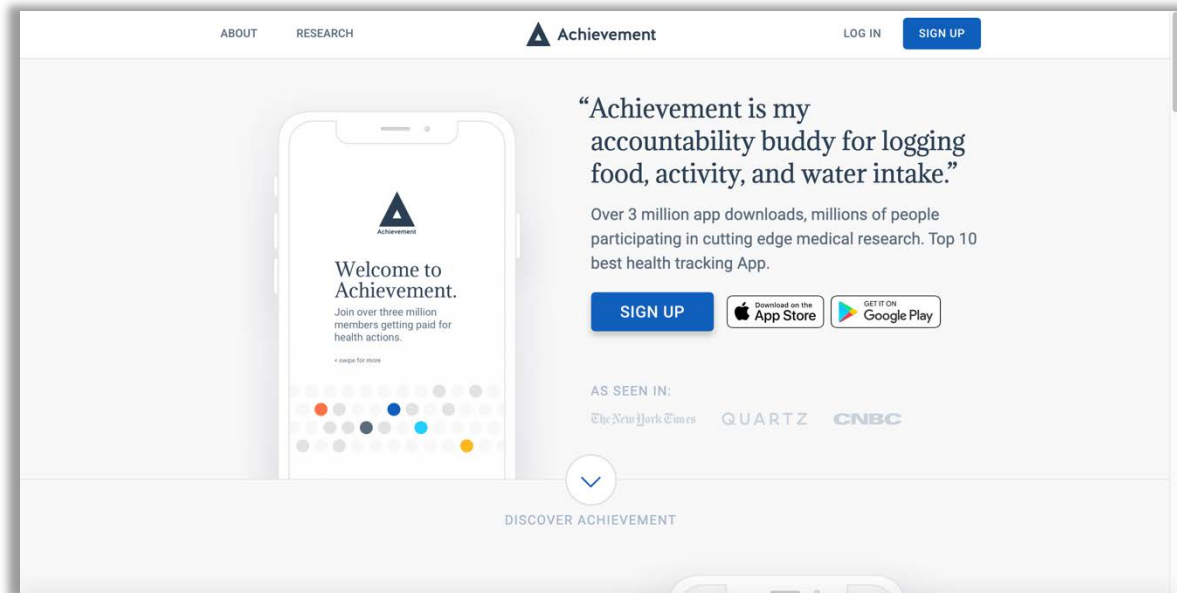 ABOUT
RESEARCH
Achievement
LOG IN
SIGN UP
“Achievement is my
accountability buddy for logging
food, activity, and water intake.”
Over 3 million app downloads, millions of people
participating in cutting edge medical research. Top 10
best health tracking App.
SIGN UP
Download on the
App Store
GET IT ON
Google Play
AS SEEN IN:
The New York Times
QUARTZ
CNBC
Achievement
Welcome to
Achievement.
Join over three million
members getting paid for
health actions.
< swipe for more
DISCOVER ACHIEVEMENT